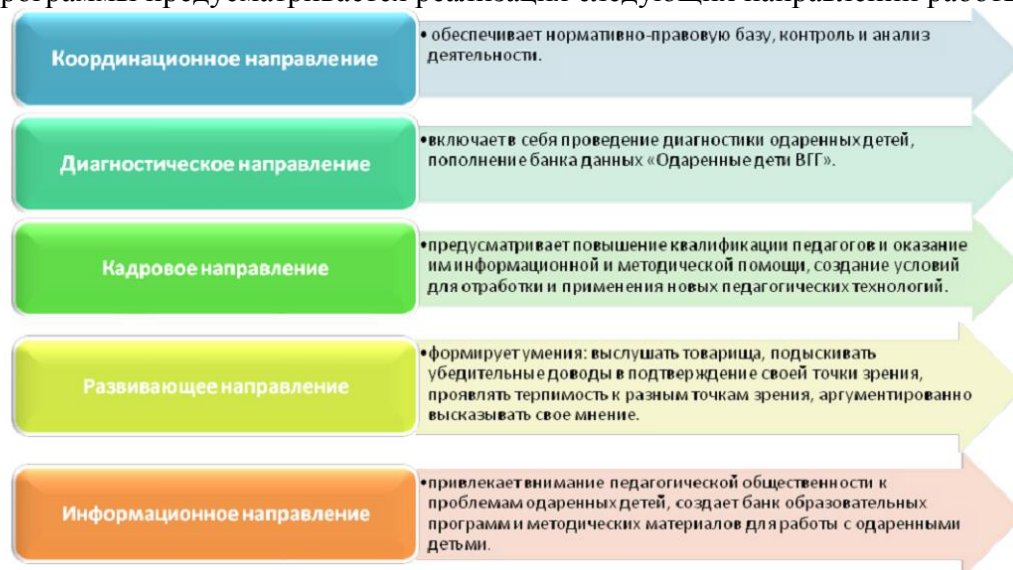 рограммы предусматривается реализация следующих направлений работы
Координационное направление
• обеспечивает нормативно-правовую базу, контроль и анализ
деятельности.
Диагностическое направление
•включает в себя проведение диагностики одаренных детей,
пополнение банка данных «Одаренные дети ВГГ».
Кадровое направление
•предусматривает повышение квалификации педагогов и оказание
им информационной и методической помощи, создание условий
для отработки и применения новых педагогических технологий.
Развивающее направление
•формирует умения: выслушать товарища, подыскивать
убедительные доводы в подтверждение своей точки зрения,
проявлять терпимость к разным точкам зрения, аргументированно
высказывать свое мнение.
Информационное направление
•привлекает внимание педагогической общественности к
проблемам одаренных детей, создает банк образовательных
программ и методических материалов для работы с одаренными
детьми.